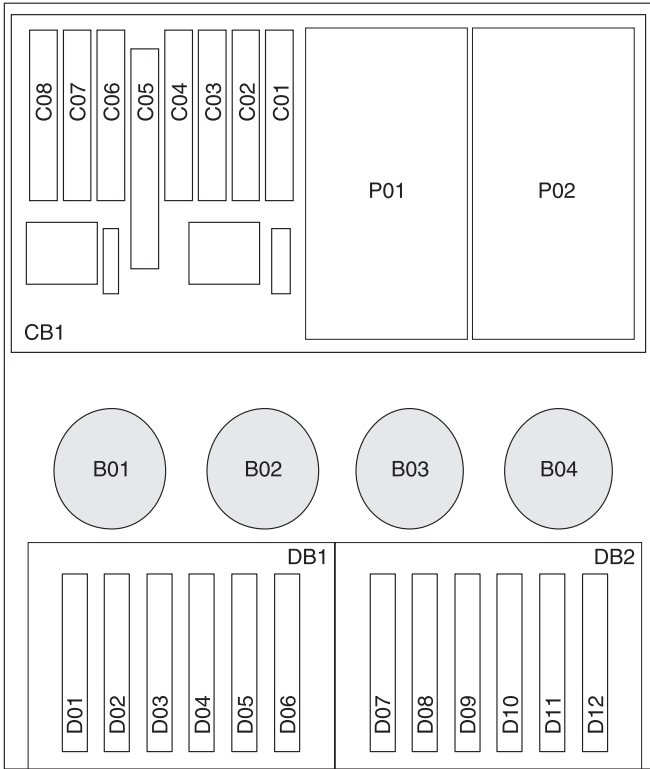 C08 C07 C06 C05 C04 C03 C02 C01
P01 P02
CB1
B01 B02 B03 B04
DB1 DB2
D01 D02 D03 D04 D05 D06 D07 D08 D09 D10 D11 D12